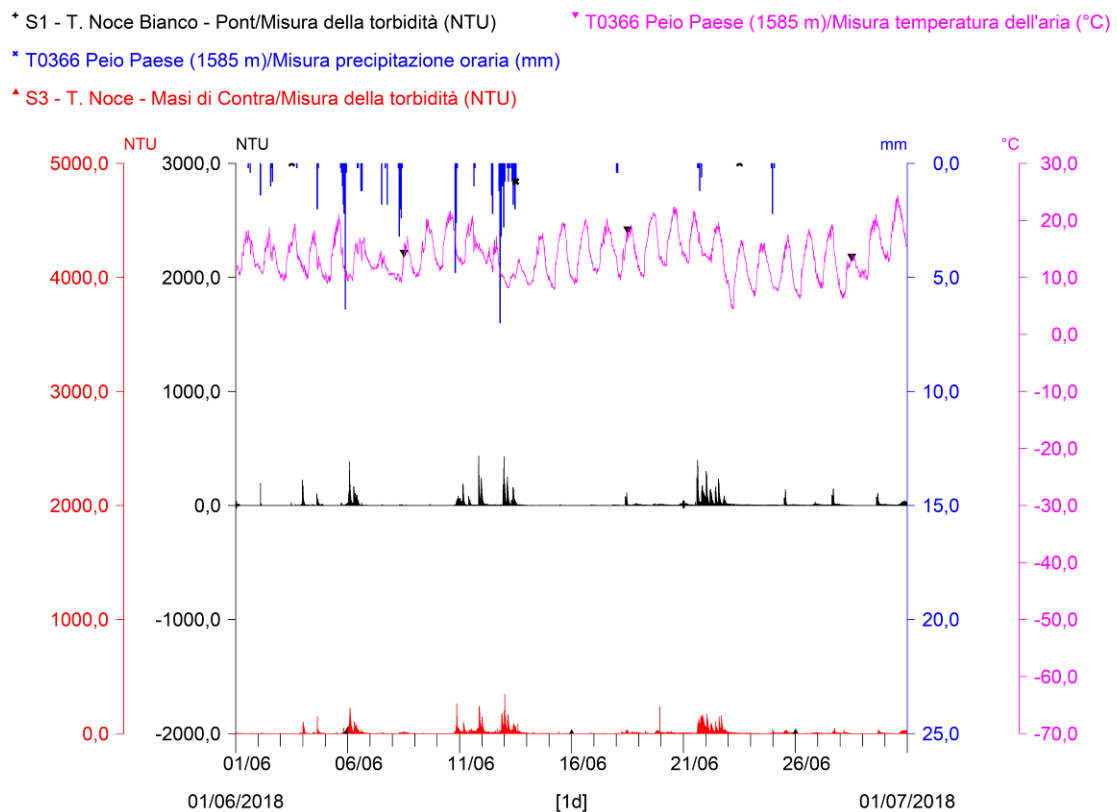 S1 - T. Noce Bianco - Pont/Misura della torbidità (NTU) T0366 Peio Paese (1585 m)/Misura temperatura dell'aria (°C)
T0366 Peio Paese (1585 m)/Misura precipitazione oraria (mm)
S3 - T. Noce - Masi di Contra/Misura della torbidità (NTU)
NTU NTU mm °C
5000,0 3000,0 0,0 30,0
20,0
4000,0 2000,0 5,0 10,0
0,0
3000,0 1000,0 10,0 -10,0
-20,0
2000,0 0,0 15,0 -30,0
-40,0
1000,0 -1000,0 20,0 -50,0
-60,0
0,0 -2000,0 25,0 -70,0
01/06 06/06 11/06 16/06 21/06 26/06
01/06/2018 [1d] 01/07/2018